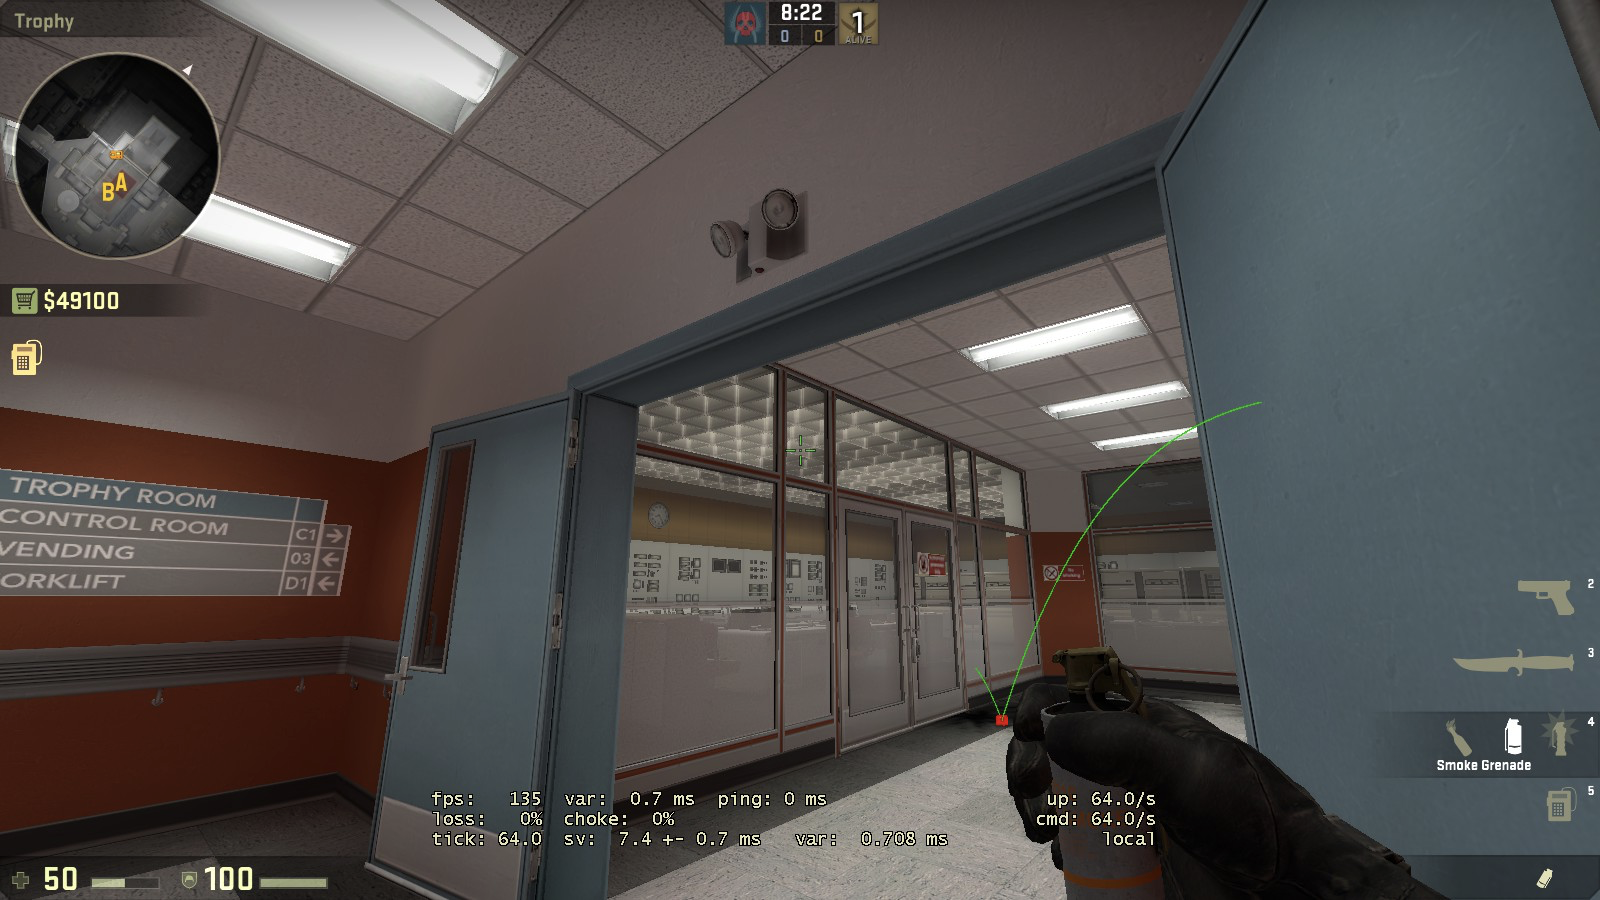 Trophy
8:22
0 0
1
ALIVE
B A
$49100
TROPHY ROOM
CONTROL ROOM C1
VENDING 03
ORKLIFT D1
2
3
4
Smoke Grenade
5
fps: 135 var: 0.7 ms ping: 0 ms
loss: 0% choke: 0%
tick: 64.0 sv: 7.4 +- 0.7 ms var: 0.708 ms
up: 64.0/s
cmd: 64.0/s
local
50 100